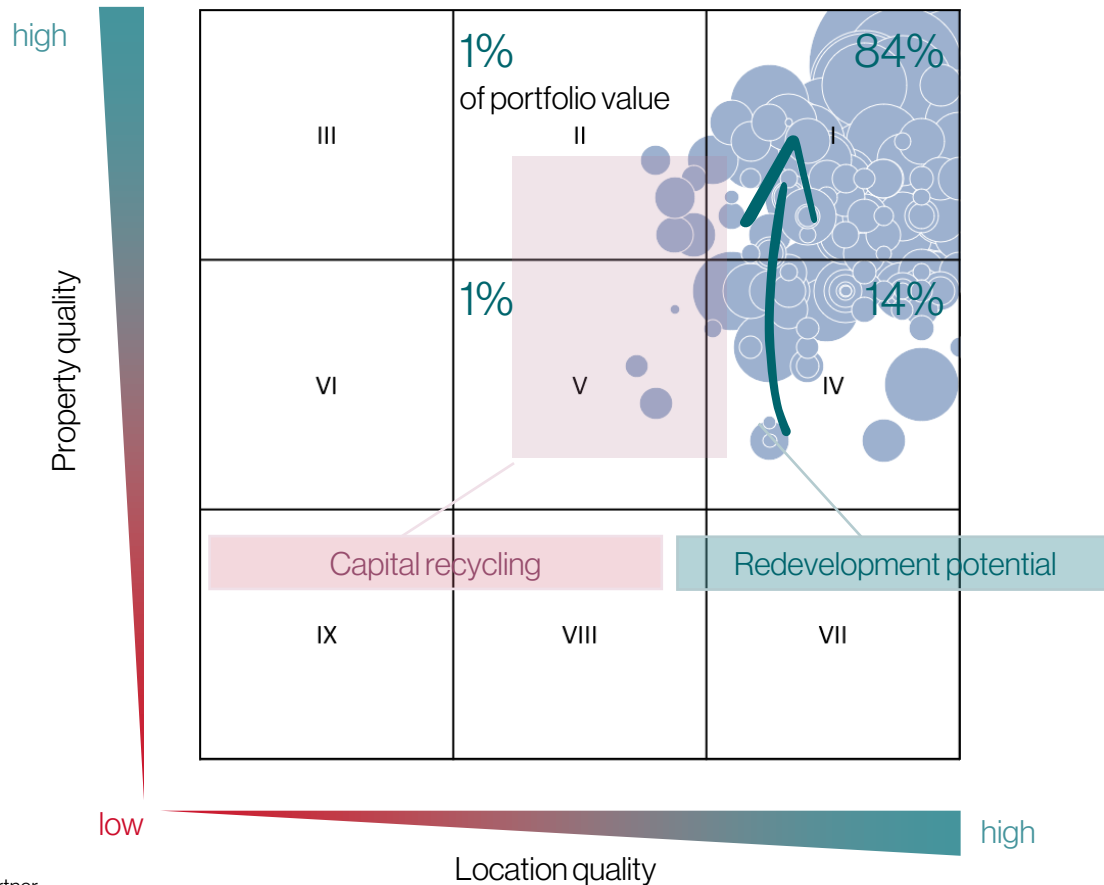 high
1%
84%
of portfolio value
III
II
I
Property quality
1%
14%
VI
V
IV
Capital recycling
Redevelopment potential
IX
VIII
VII
low
high
Location quality